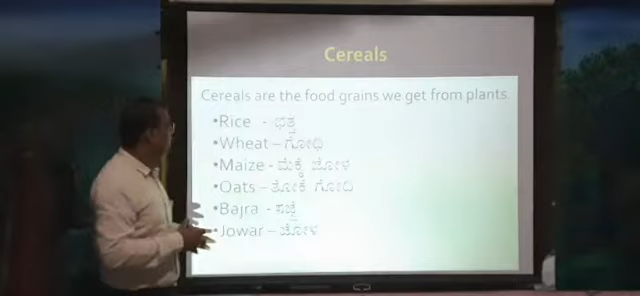 Cereals
Cereals are the food grains we get from plants.
•Rice - ಭತ್ತ
•Wheat – ಗೋಧಿ
•Maize - ಮೆಕ್ಕೆ ಜೋಳ
•Oats – ತೋಕೆ ಗೋಧಿ
•Bajra - ಸಜ್ಜೆ
•Jowar – ಜೋಳ